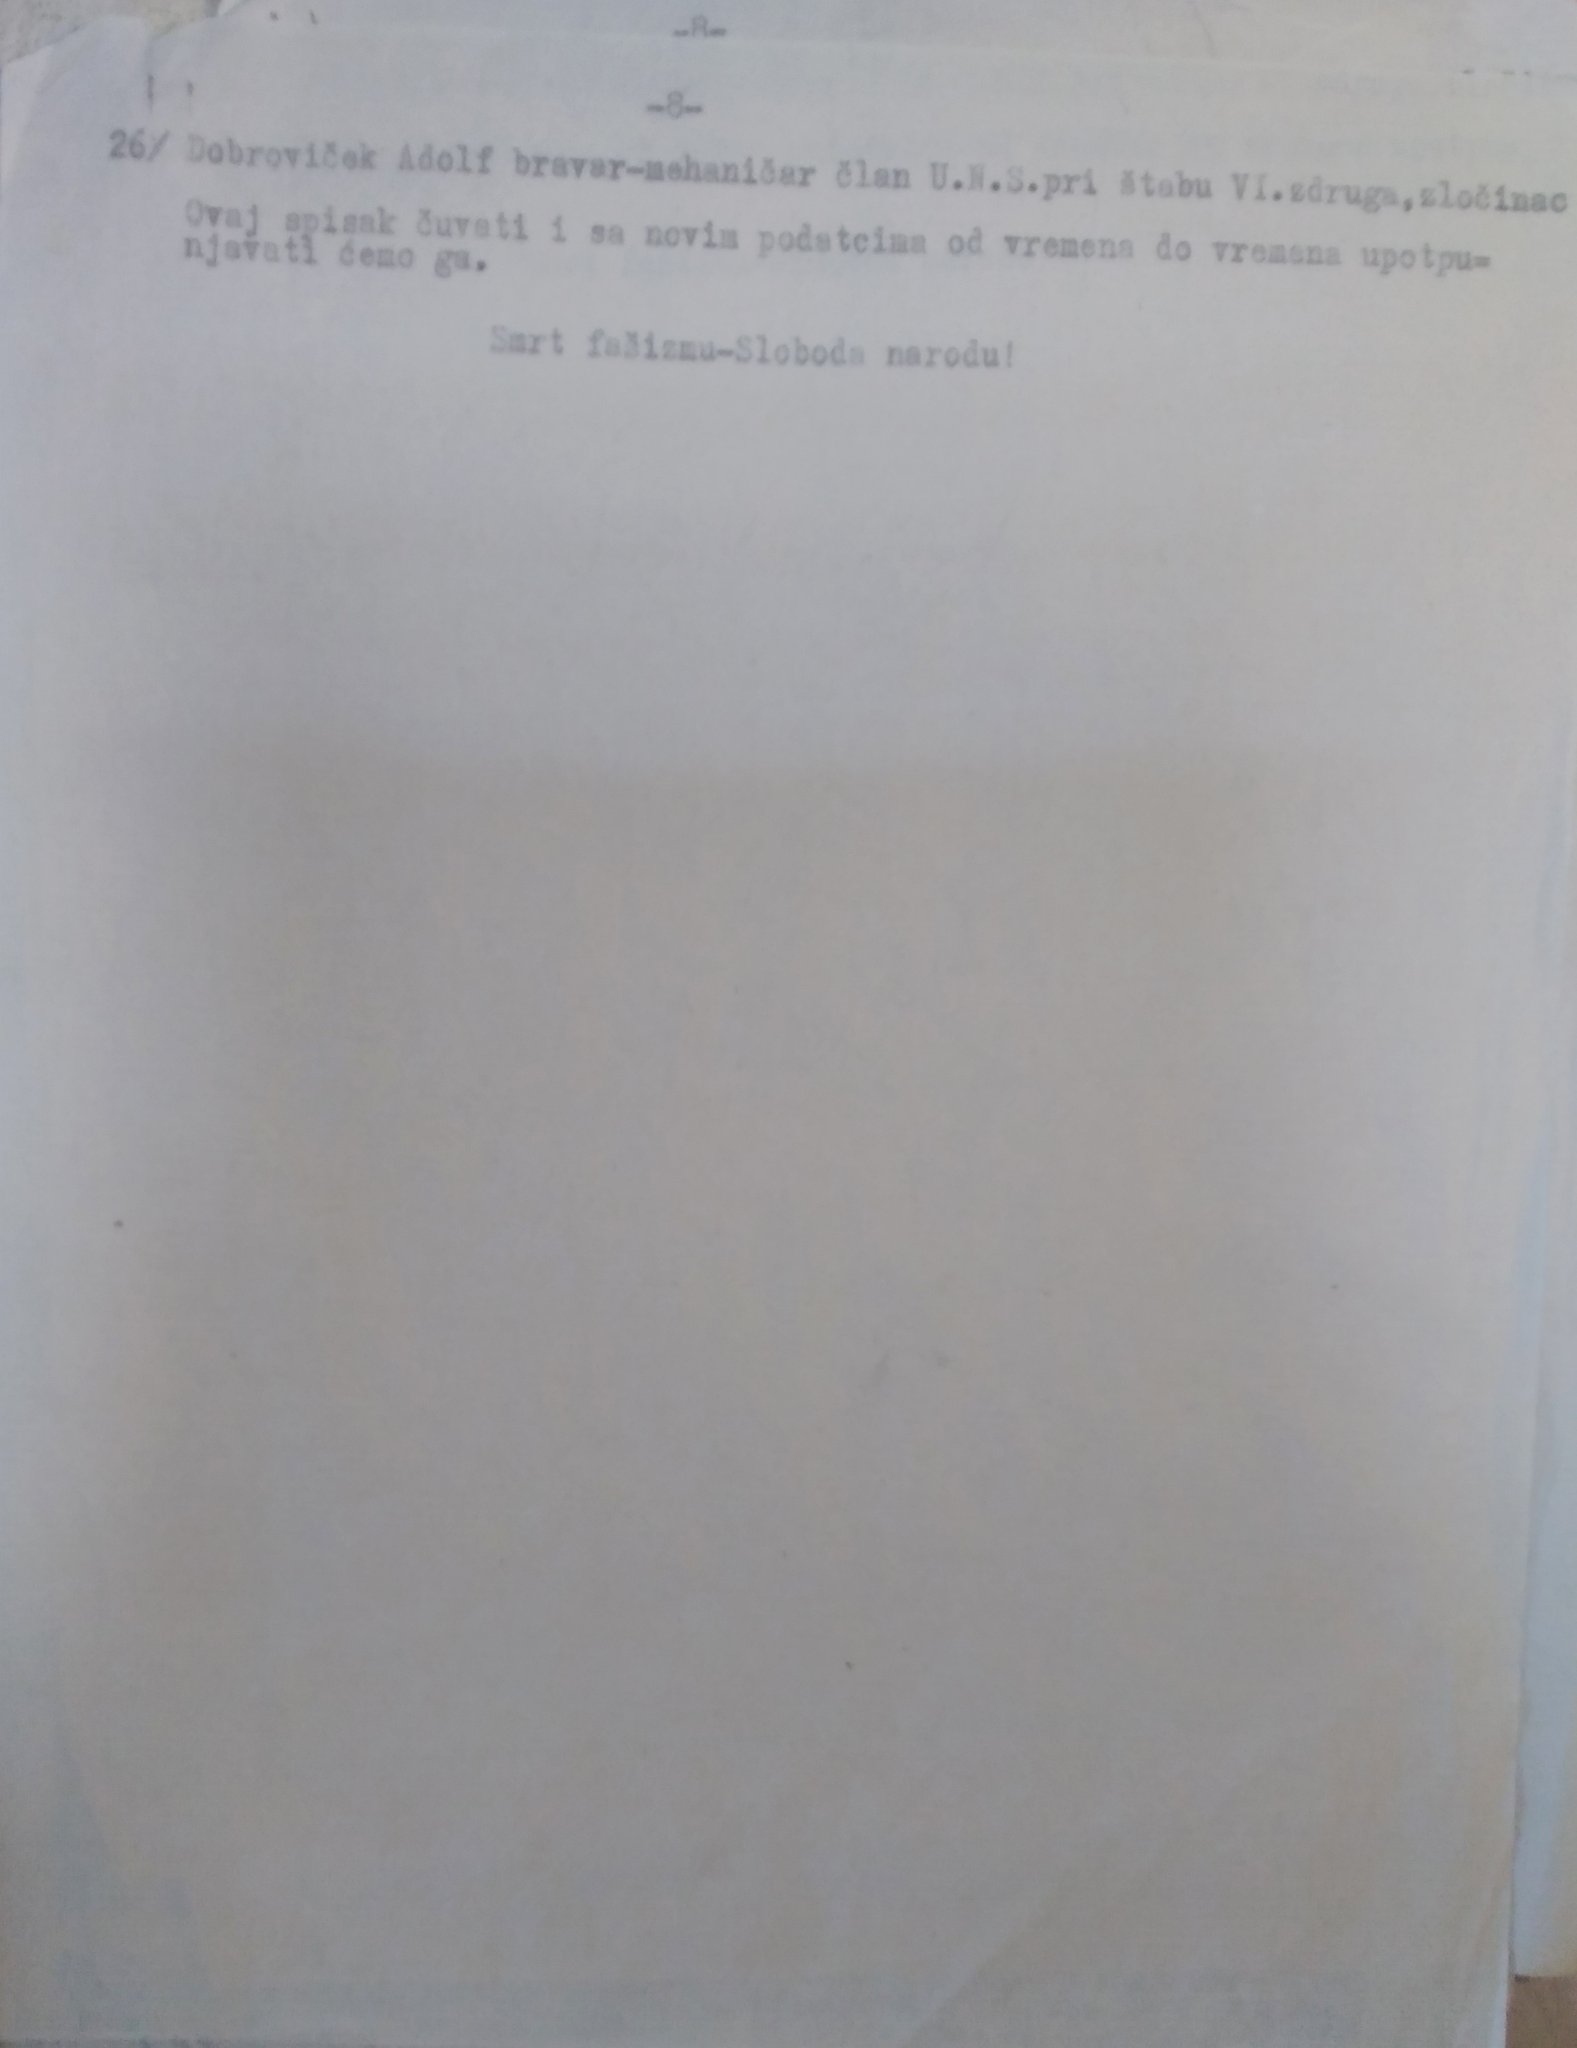 -8-
-8-
26/ Dobroviček Adolf bravar-mehaničar član U.N.S.pri štabu VI.zdruga,zločinac
Ovaj spisak čuvati i sa novim podatcima od vremena do vremena upotpu=
njavati ćemo ga.
Smrt fašizmu-Sloboda narodu!